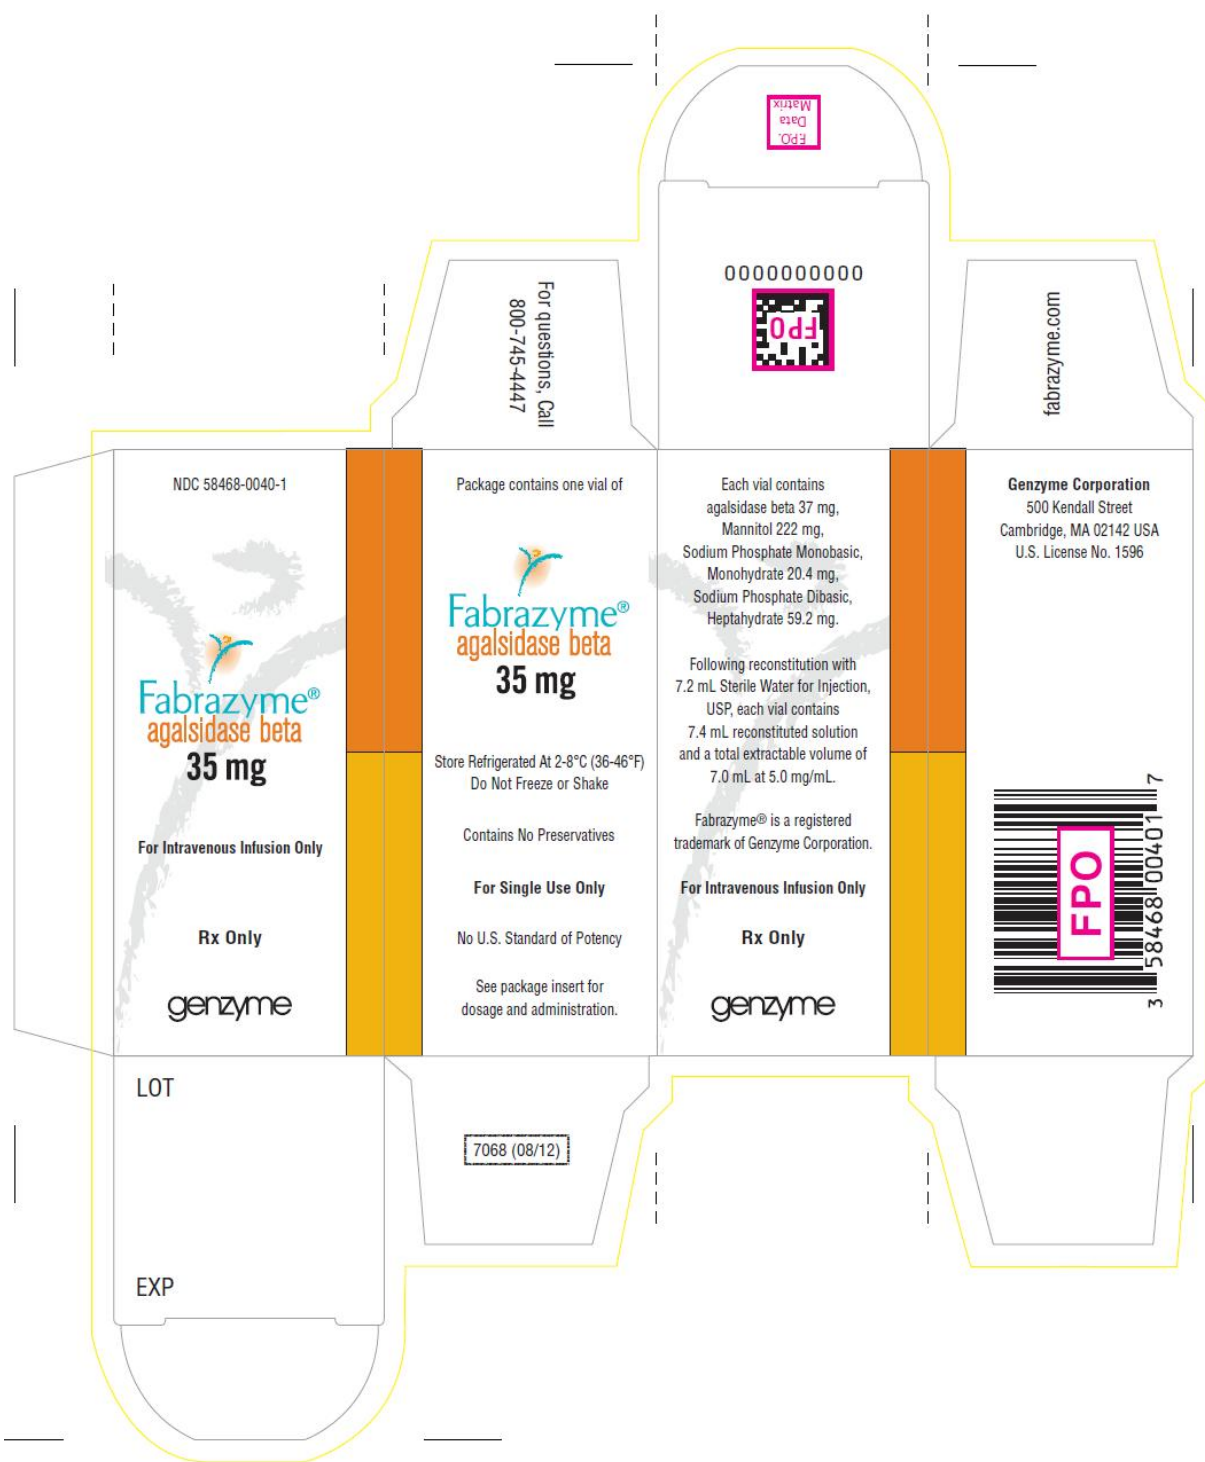 F.P.O.
Data
Matrix
0000000000
FPO
For questions, Call
800-745-4447
fabrazyme.com
NDC 58468-0040-1
Fabrazyme®
agalsidase beta
35 mg
For Intravenous Infusion Only
Rx Only
genzyme
Package contains one vial of
Fabrazyme®
agalsidase beta
35 mg
Store Refrigerated At 2-8°C (36-46°F)
Do Not Freeze or Shake
Contains No Preservatives
For Single Use Only
No U.S. Standard of Potency
See package insert for
dosage and administration.
Each vial contains
agalsidase beta 37 mg,
Mannitol 222 mg,
Sodium Phosphate Monobasic,
Monohydrate 20.4 mg,
Sodium Phosphate Dibasic,
Heptahydrate 59.2 mg.
Following reconstitution with
7.2 mL Sterile Water for Injection,
USP, each vial contains
7.4 mL reconstituted solution
and a total extractable volume of
7.0 mL at 5.0 mg/mL.
Fabrazyme® is a registered
trademark of Genzyme Corporation.
For Intravenous Infusion Only
Rx Only
genzyme
Genzyme Corporation
500 Kendall Street
Cambridge, MA 02142 USA
U.S. License No. 1596
FPO
3 58468 00401 7
LOT
EXP
7068 (08/12)